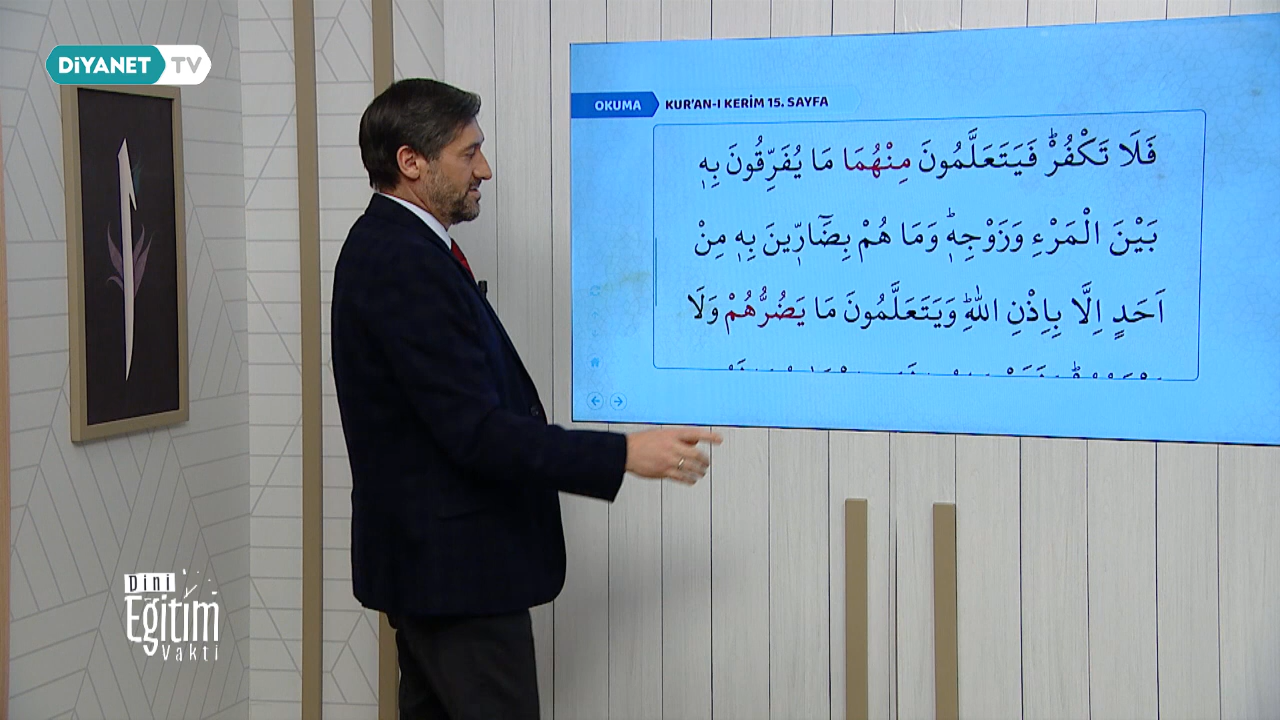 DİYANET TV
OKUMA
KUR'AN-I KERİM 15. SAYFA
فَلَا تَكْفُرْۜ فَيَتَعَلَّمُونَ مِنْهُمَا مَا يُفَرِّقُونَ بِه۪
بَيْنَ الْمَرْءِ وَزَوْجِه۪ۜ وَمَا هُمْ بِضَٓارّ۪ينَ بِه۪ مِنْ
اَحَدٍ اِلَّا بِاِذْنِ اللّٰهِۜ وَيَتَعَلَّمُونَ مَا يَضُرُّهُمْ وَلَا
Dini
Eğitim
Vakti